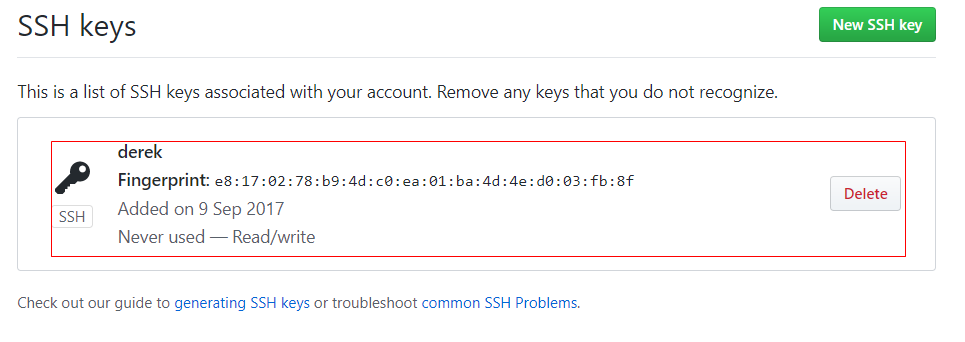 SSH keys
New SSH key
This is a list of SSH keys associated with your account. Remove any keys that you do not recognize.
derek
Fingerprint: e8:17:02:78:b9:4d:c0:ea:01:ba:4d:4e:d0:03:fb:8f
SSH
Added on 9 Sep 2017
Never used — Read/write
Delete
Check out our guide to generating SSH keys or troubleshoot common SSH Problems.